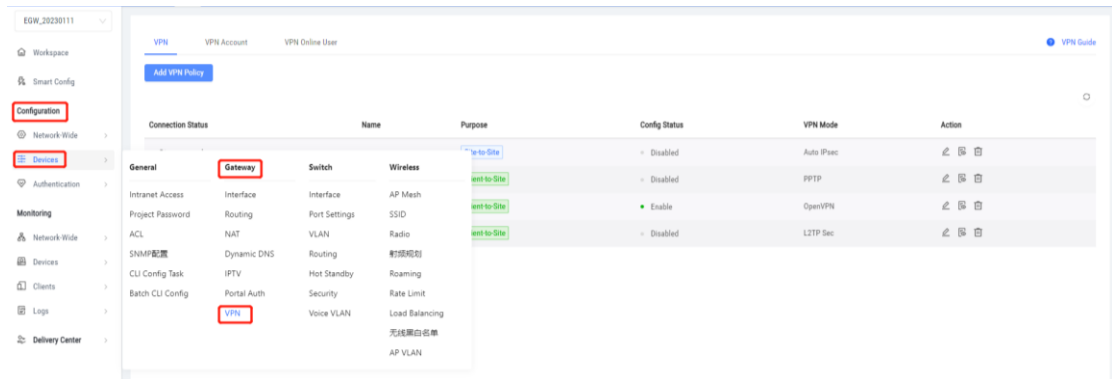 EGW_20230111
Workspace
Smart Config
Configuration
Network-Wide
Devices
Authentication
Monitoring
Network-Wide
Devices
Clients
Logs
Delivery Center
VPN VPN Account VPN Online User
VPN Guide
Add VPN Policy
Connection Status Name Purpose Config Status VPN Mode Action
Disabled Auto IPsec
Disabled PPTP
Enable OpenVPN
Disabled L2TP Sec
General Gateway Switch Wireless
Intranet Access Interface Interface AP Mesh
Project Password Routing Port Settings SSID
ACL NAT VLAN Radio
SNMP配置 Dynamic DNS Routing 射频规划
CLI Config Task IPTV Hot Standby Roaming
Batch CLI Config Portal Auth Security Rate Limit
VPN Voice VLAN Load Balancing
无线黑白名单
AP VLAN